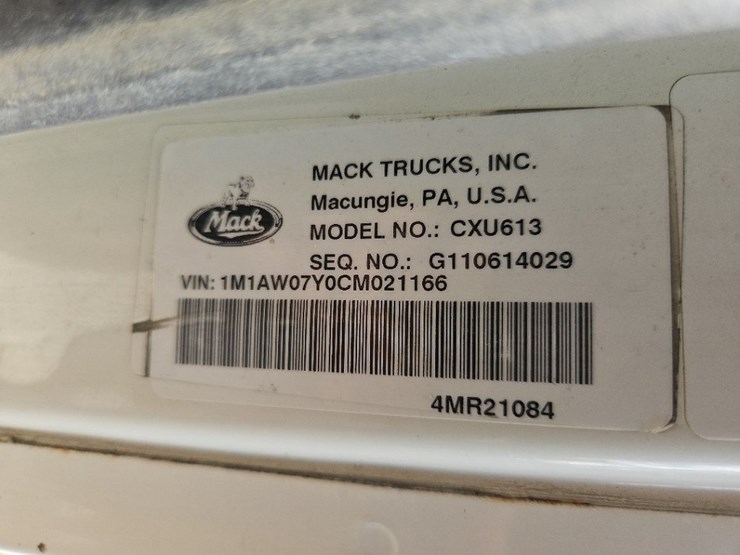 MACK TRUCKS, INC.
Macungie, PA, U.S.A.
Mack
MODEL NO.: CXU613
SEQ. NO.: G110614029
VIN: 1M1AW07Y0CM021166
4MR21084